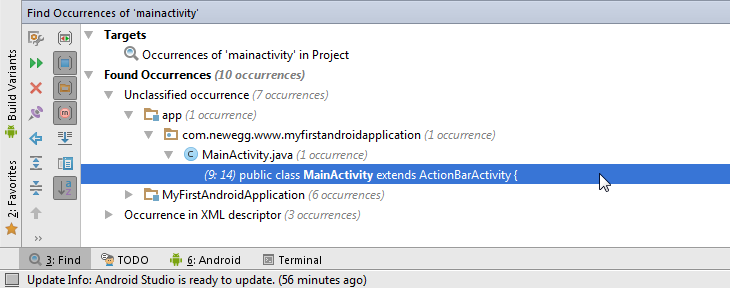 Find Occurrences of 'mainactivity'
Targets
Occurrences of 'mainactivity' in Project
Found Occurrences (10 occurrences)
Unclassified occurrence (7 occurrences)
app (1 occurrence)
com.newegg.www.myfirstandroidapplication (1 occurrence)
MainActivity.java (1 occurrence)
(9: 14) public class MainActivity extends ActionBarActivity {
MyFirstAndroidApplication (6 occurrences)
Occurrence in XML descriptor (3 occurrences)
Build Variants
2: Favorites
3: Find TODO 6: Android Terminal
Update Info: Android Studio is ready to update. (56 minutes ago)